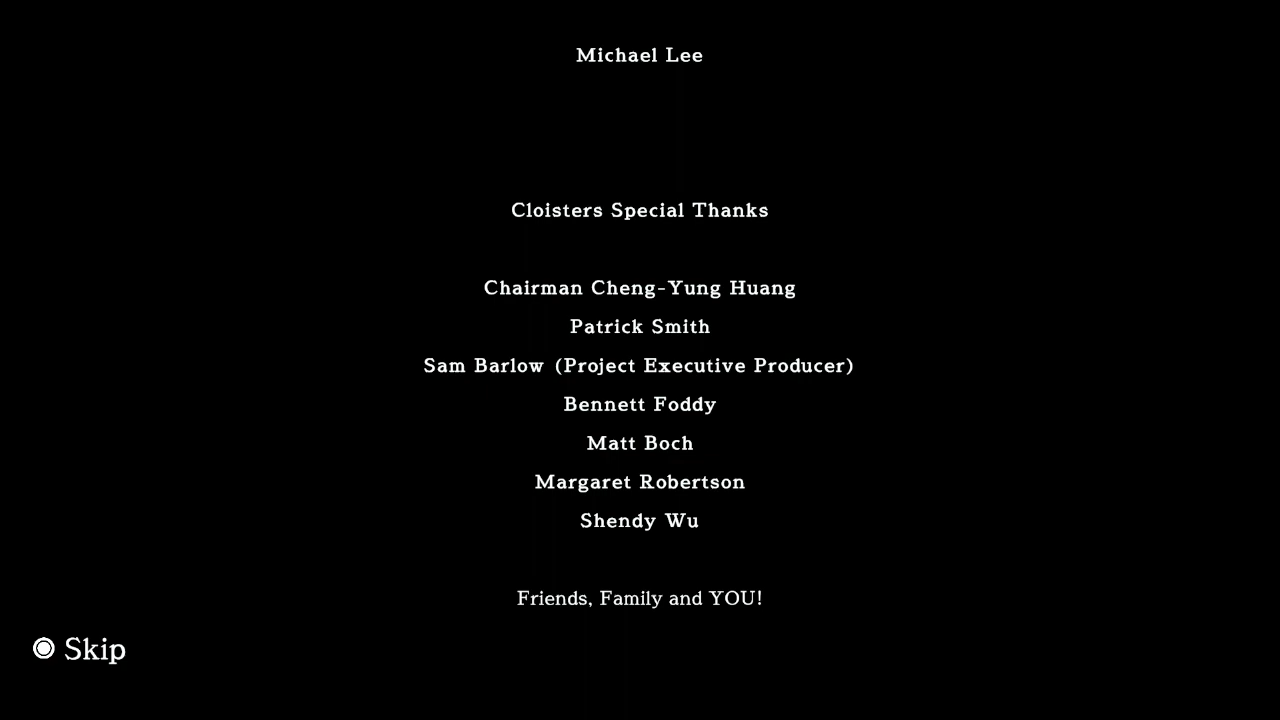 Michael Lee
Cloisters Special Thanks
Chairman Cheng-Yung Huang
Patrick Smith
Sam Barlow (Project Executive Producer)
Bennett Foddy
Matt Boch
Margaret Robertson
Shendy Wu
Friends, Family and YOU!
Skip